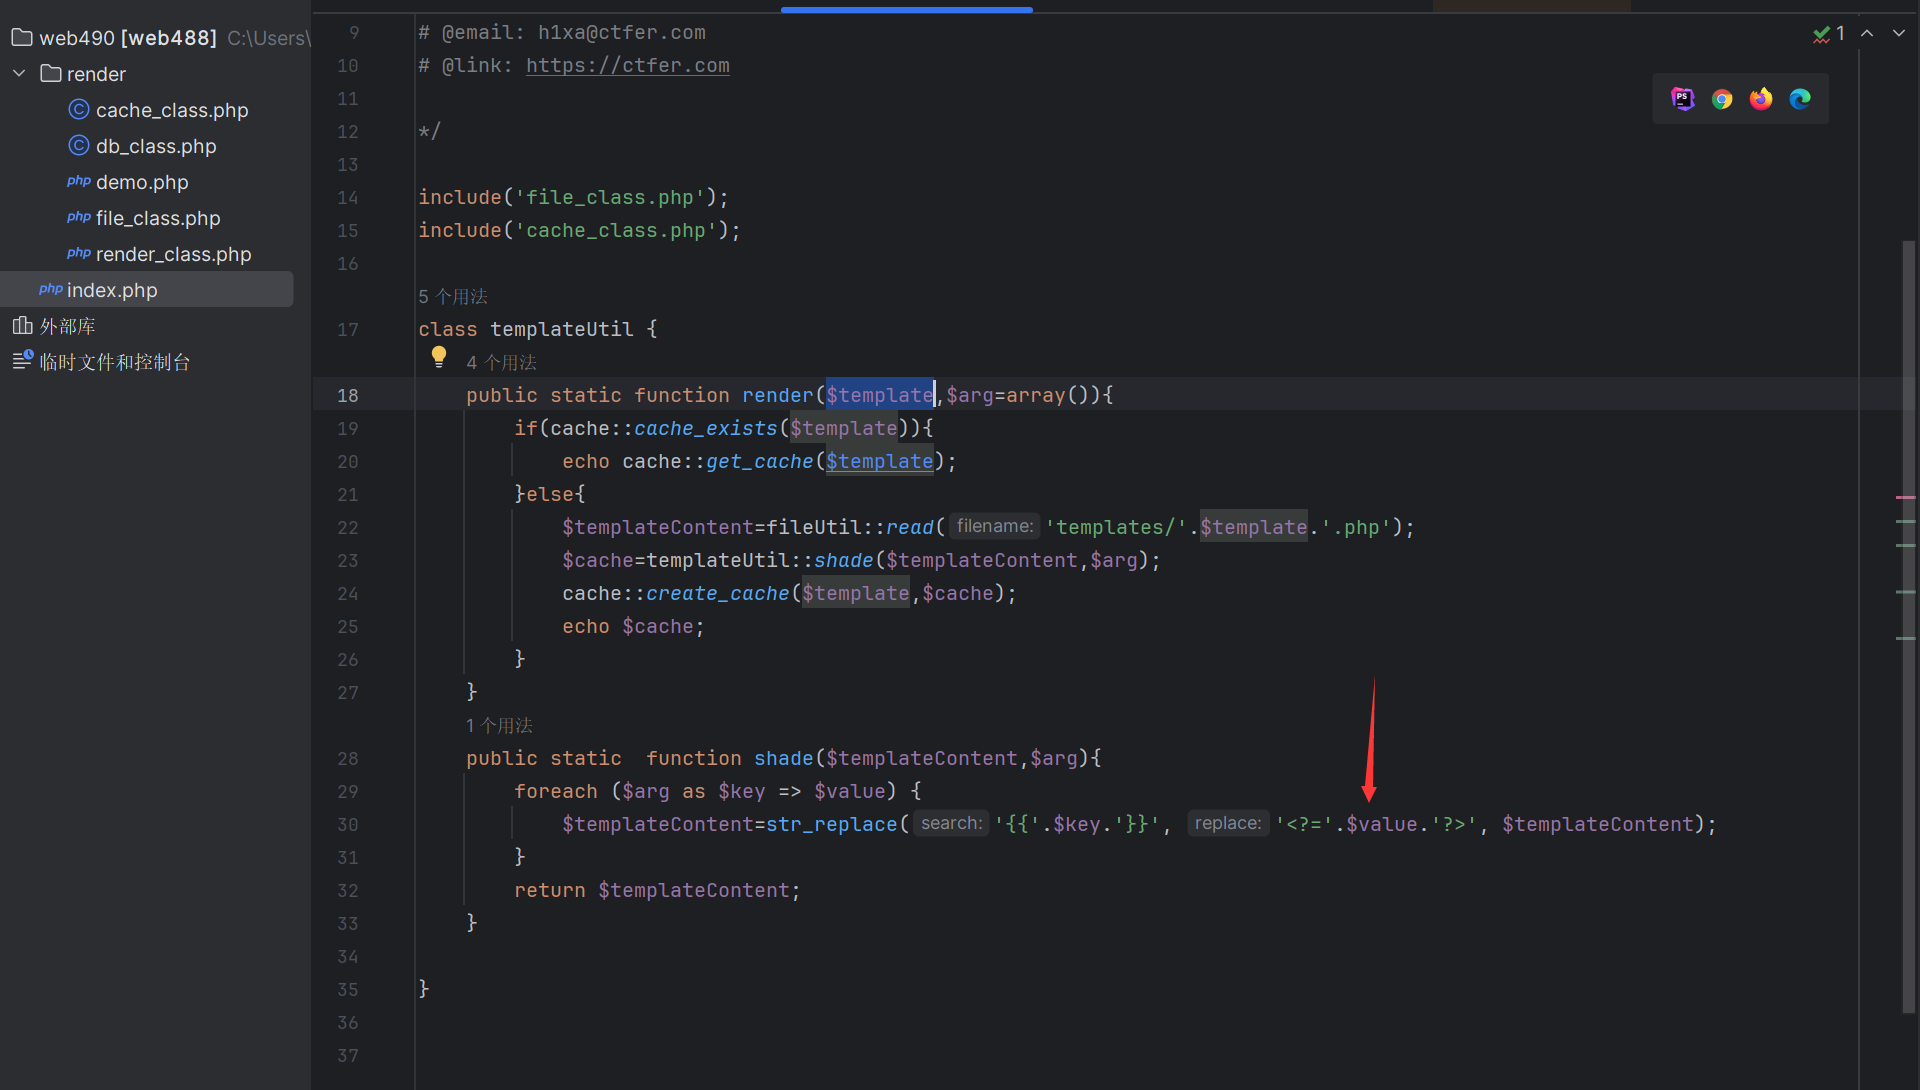 web490 [web488] C:\Users\
render
cache_class.php
db_class.php
php demo.php
php file_class.php
php render_class.php
php index.php
外部库
临时文件和控制台
9 # @email: h1xa@ctfer.com
10 # @link: https://ctfer.com
11
12 */
13
14 include('file_class.php');
15 include('cache_class.php');
16
5 个用法
17 class templateUtil {
4 个用法
18 public static function render($template,$arg=array()){
19 if(cache::cache_exists($template)){
20 echo cache::get_cache($template);
21 }else{
22 $templateContent=fileUtil::read( filename: 'templates/'.$template.'.php');
23 $cache=templateUtil::shade($templateContent,$arg);
24 cache::create_cache($template,$cache);
25 echo $cache;
26 }
27 }
1 个用法
28 public static  function shade($templateContent,$arg){
29 foreach ($arg as $key => $value) {
30 $templateContent=str_replace( search: '{{'.$key.'}}', replace: '<?='.$value.'?>', $templateContent);
31 }
32 return $templateContent;
33 }
34
35 }
36
37
1
PS